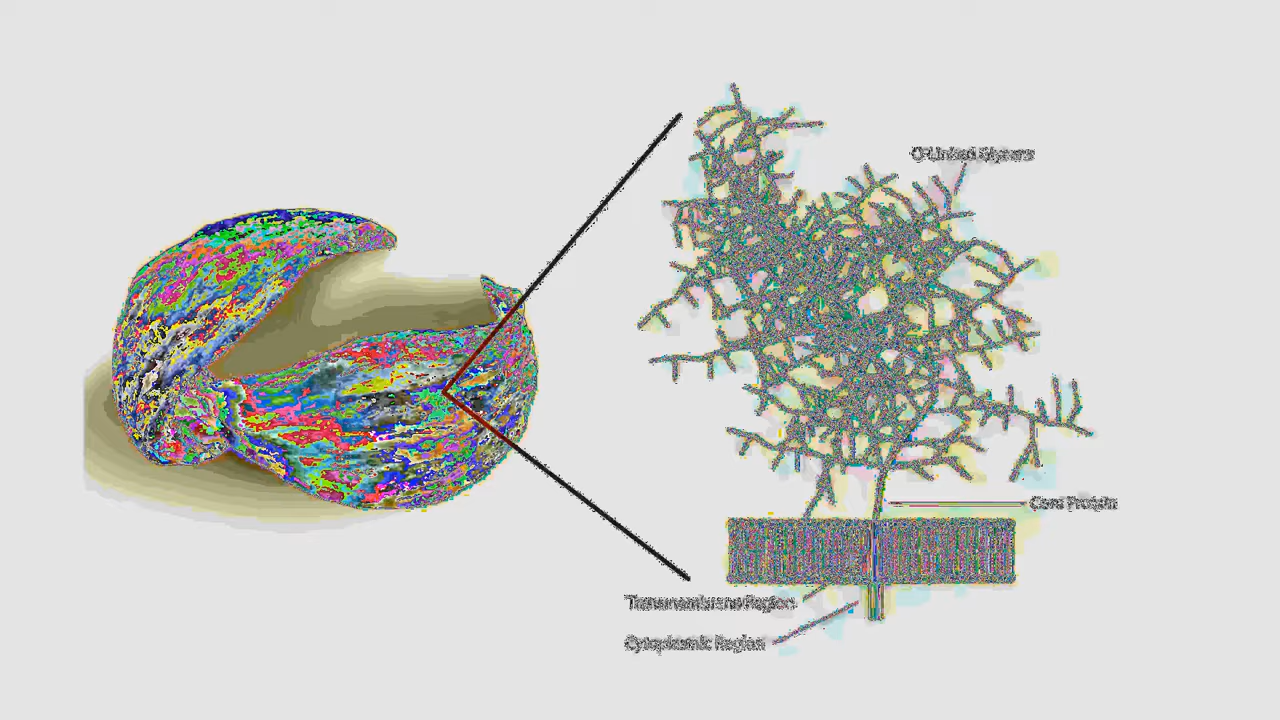 O-Linked Glycans
Core Protein
Transmembrane Region
Cytoplasmic Region